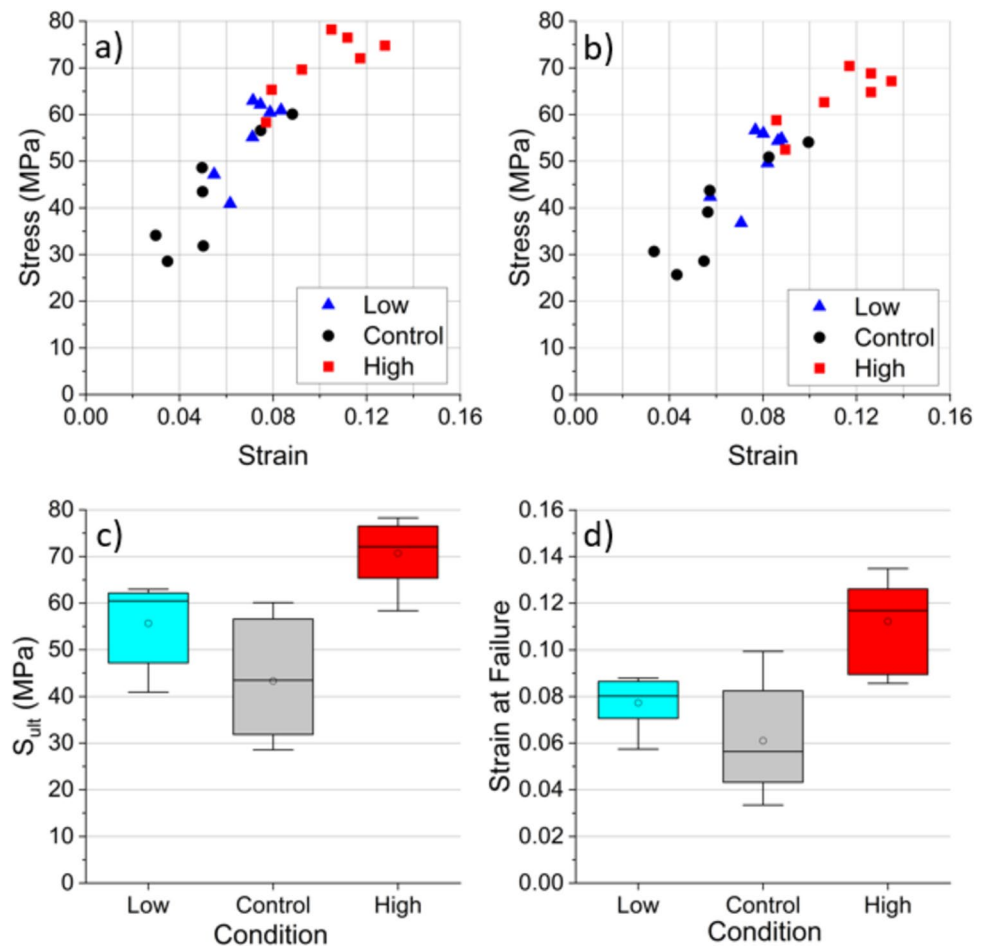 a)
80
70
60
50
40
30
20
10
0
Stress (MPa)
Low
Control
High
0.00 0.04 0.08 0.12 0.16
Strain
b)
80
70
60
50
40
30
20
10
0
Stress (MPa)
Low
Control
High
0.00 0.04 0.08 0.12 0.16
Strain
c)
80
70
60
50
40
30
20
10
0
Sult (MPa)
Low Control High
Condition
d)
0.16
0.14
0.12
0.10
0.08
0.06
0.04
0.02
0.00
Strain at Failure
Low Control High
Condition